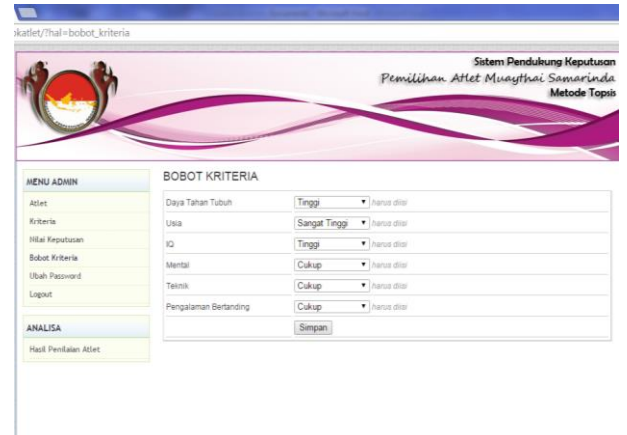 okatlet/?hal=bobot_kriteria
Sistem Pendukung Keputusan
Pemilihan Atlet Muaythai Samarinda
Metode Topsis
MENU ADMIN
Atlet
Kriteria
Nilai Keputusan
Bobot Kriteria
Ubah Password
Logout
ANALISA
Hasil Penilaian Atlet
BOBOT KRITERIA
Daya Tahan Tubuh Tinggi harus diisi
Usia Sangat Tinggi harus diisi
IQ Tinggi harus diisi
Mental Cukup harus diisi
Teknik Cukup harus diisi
Pengalaman Bertanding Cukup harus diisi
Simpan